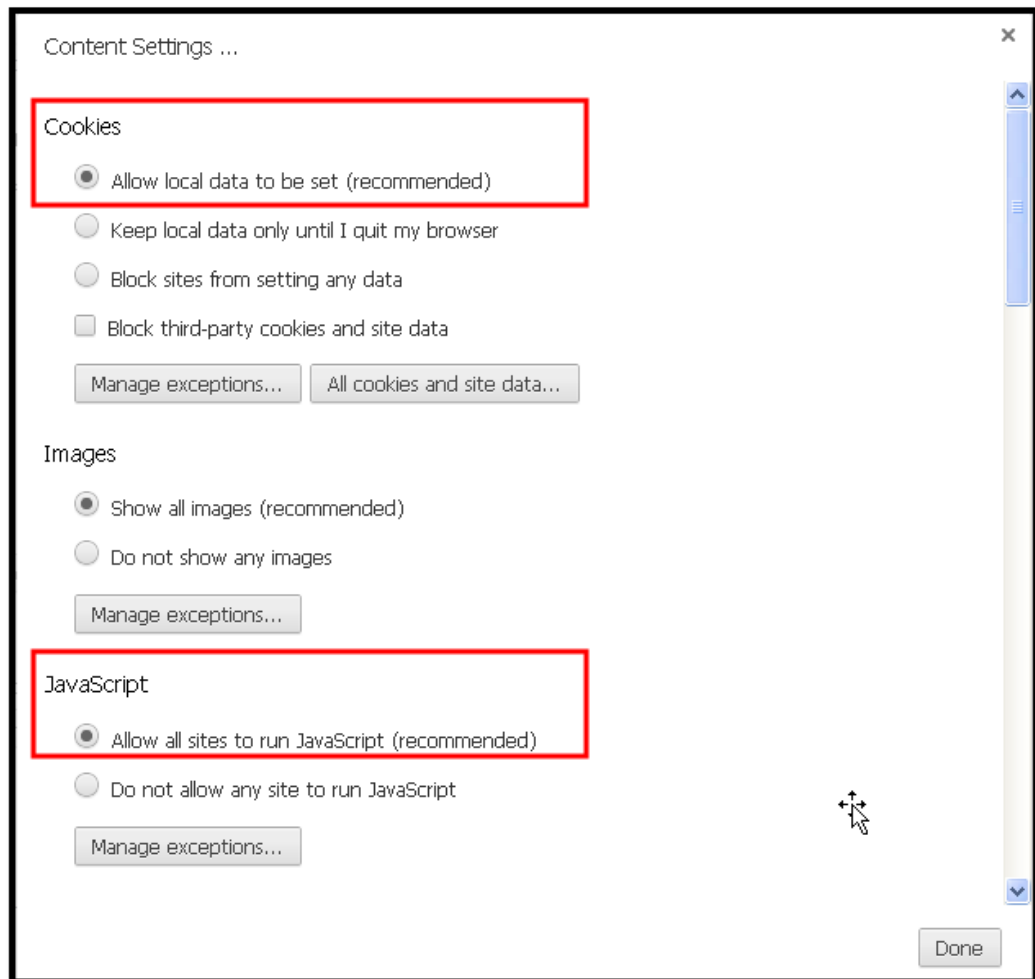 Content Settings ...
Cookies
Allow local data to be set (recommended)
Keep local data only until I quit my browser
Block sites from setting any data
Block third-party cookies and site data
Manage exceptions... All cookies and site data...
Images
Show all images (recommended)
Do not show any images
Manage exceptions...
JavaScript
Allow all sites to run JavaScript (recommended)
Do not allow any site to run JavaScript
Manage exceptions...
Done